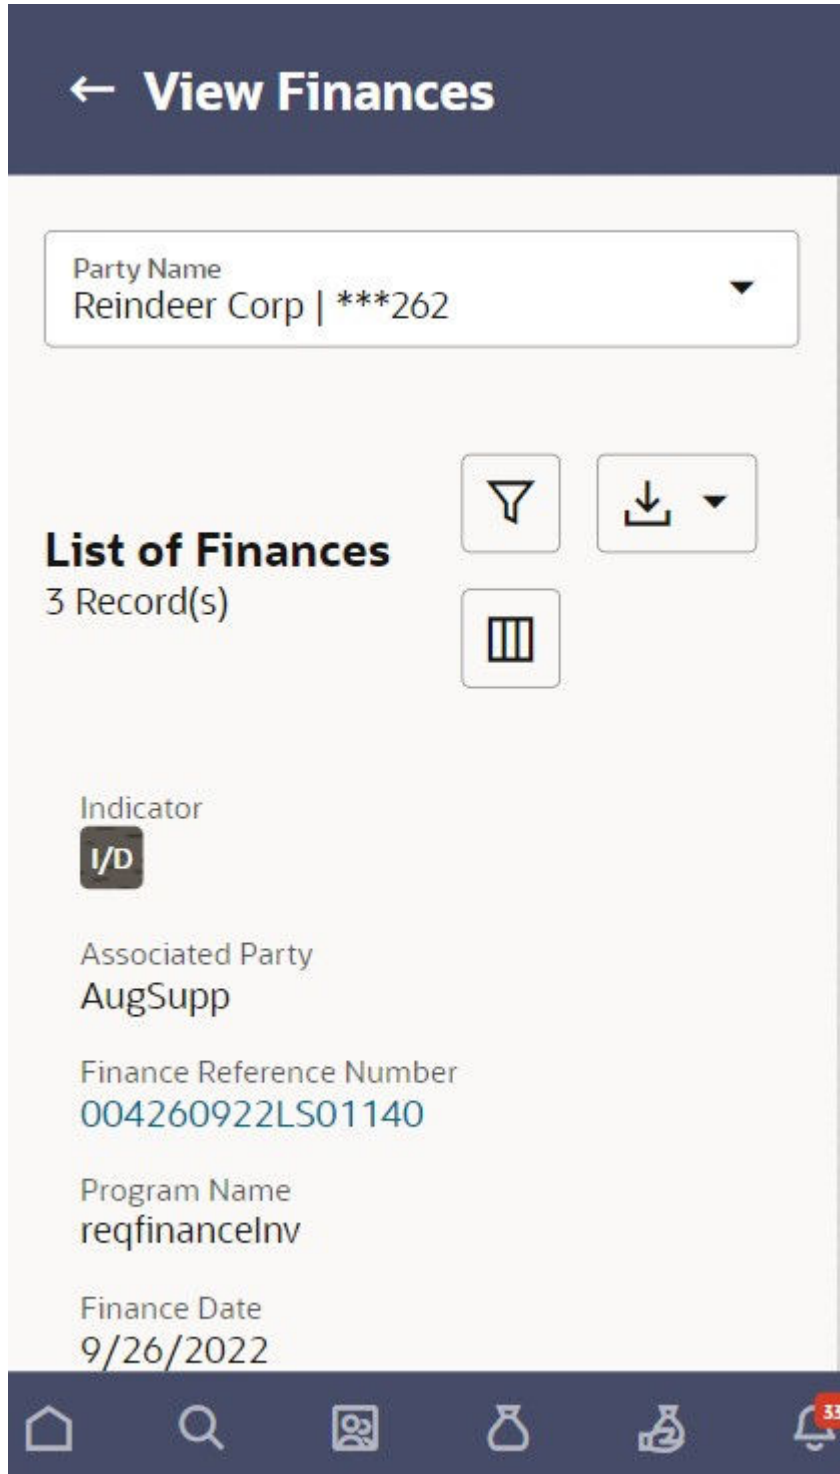 ← View Finances
Party Name
Reindeer Corp | ***262
List of Finances
3 Record(s)
Indicator
I/D
Associated Party
AugSupp
Finance Reference Number
004260922LS01140
Program Name
reqfinanceInv
Finance Date
9/26/2022
33